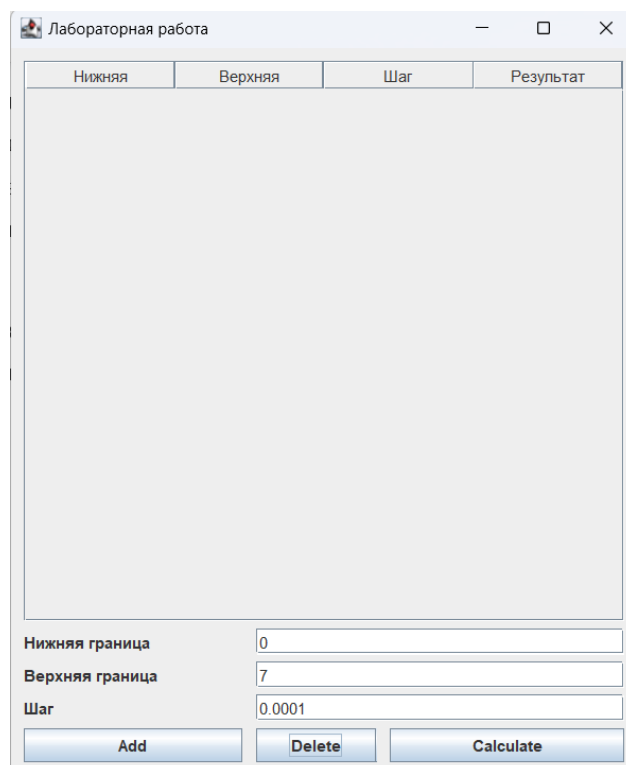 Лабораторная работа
Нижняя Верхняя Шаг Результат
Нижняя граница 0
Верхняя граница 7
Шаг 0.0001
Add Delete Calculate